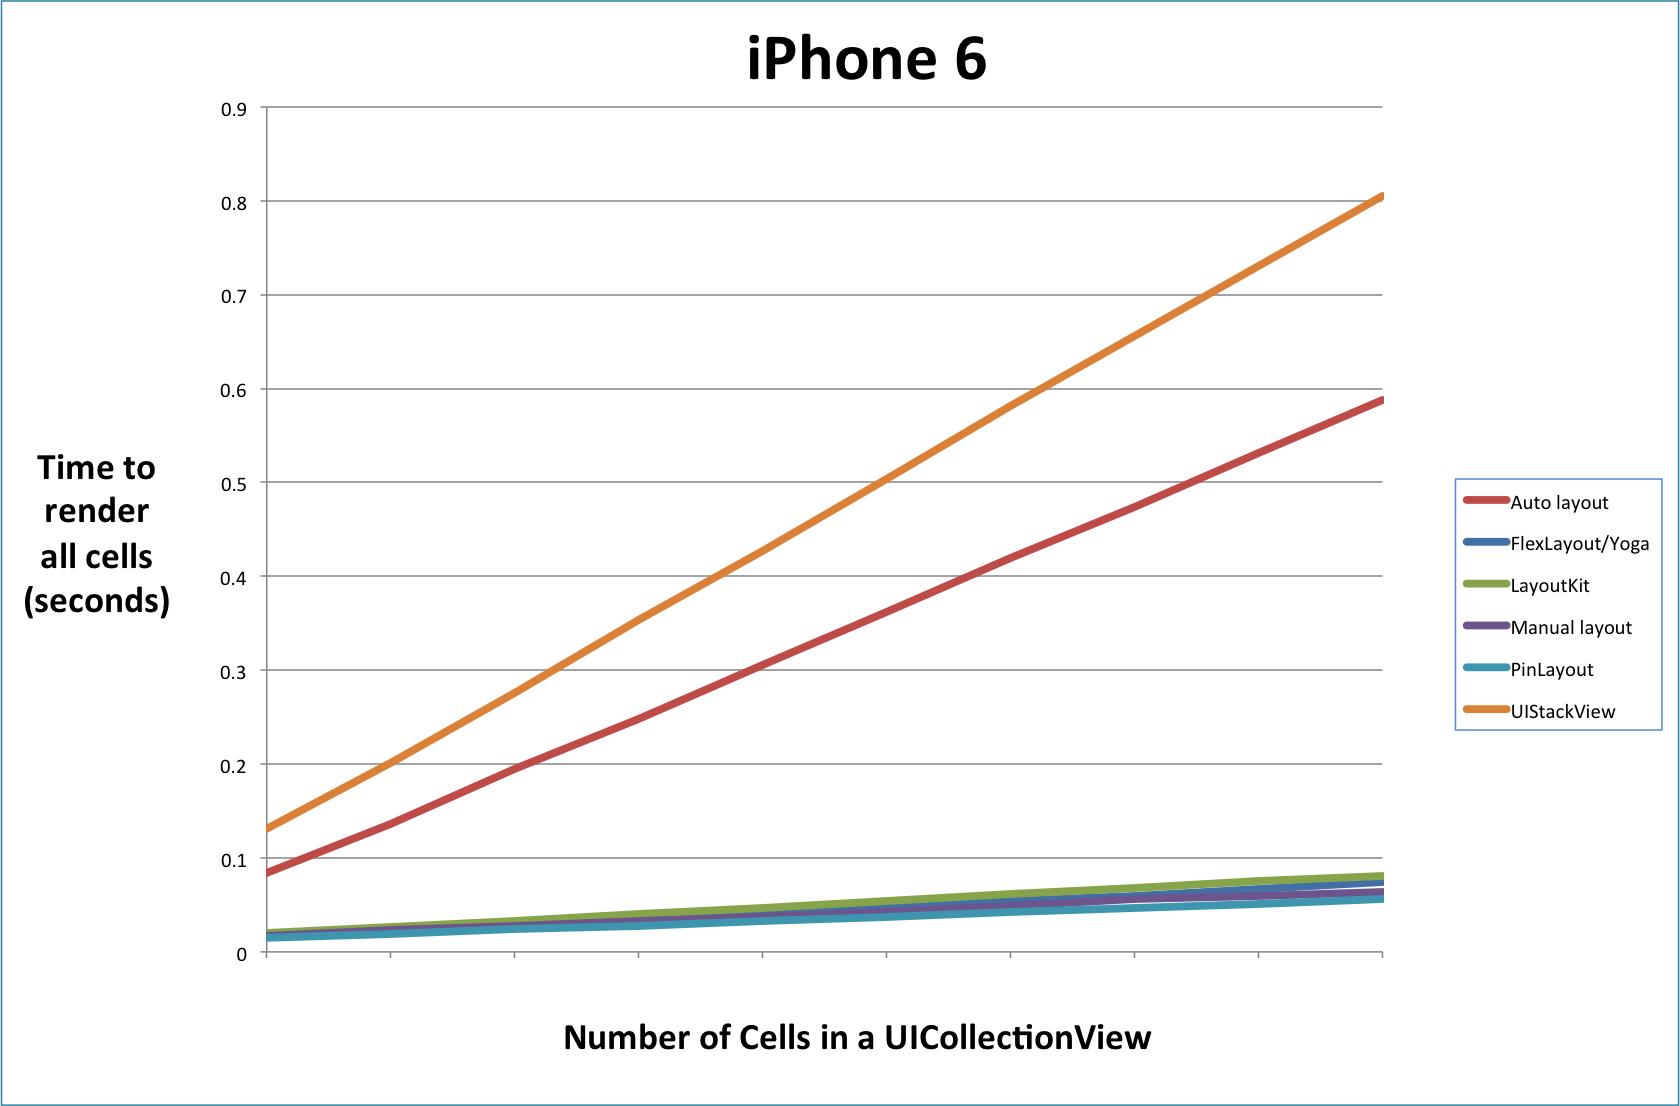 iPhone 6
0.9
0.8
0.7
0.6
0.5
0.4
0.3
0.2
0.1
0
Time to
render
all cells
(seconds)
Number of Cells in a UICollectionView
Auto layout
FlexLayout/Yoga
LayoutKit
Manual layout
PinLayout
UIStackView